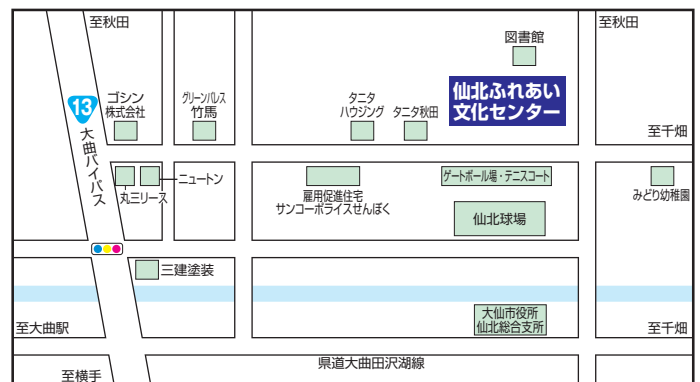 至秋田
至秋田
図書館
13
大曲バイパス
ゴシン
株式会社
グリーンパレス
竹馬
タニタ
ハウジング
タニタ秋田
仙北ふれあい
文化センター
至千畑
丸三リース
ニュートン
雇用促進住宅
サンコーポライスせんぼく
ゲートボール場・テニスコート
仙北球場
みどり幼稚園
三建塗装
大仙市役所
仙北総合支所
至大曲駅
至千畑
県道大曲田沢湖線
至横手